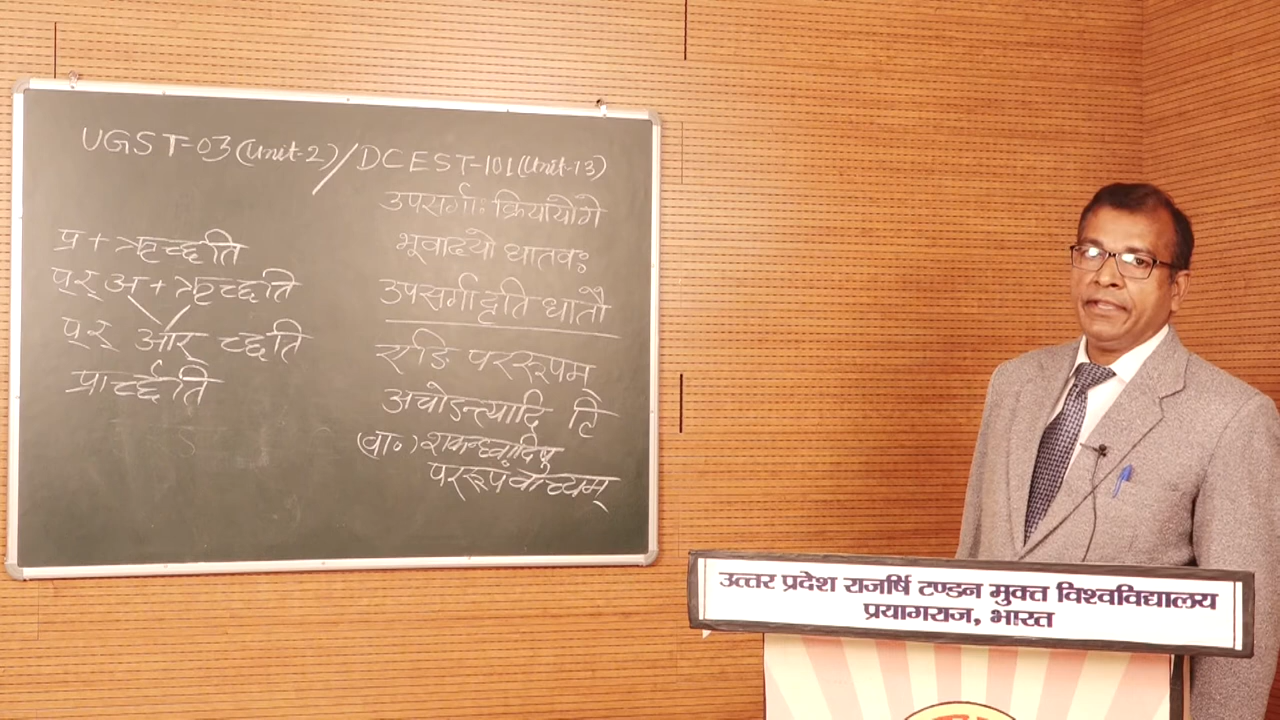 UGST-03(Unit-2)/DCEST-101(Unit-13)
प्र + ऋच्छति
प् र् अ + ऋच्छति
प् र् आर् च्छति
प्रार्च्छति
उपसर्गाः क्रियायोगे
भूवादयो धातवः
उपसर्गादृति धातौ
एङि पररूपम्
अचोऽन्त्यादि टि
(वा०) शकन्ध्वादिषु
पररूपं वाच्यम्
उत्तर प्रदेश राजर्षि टण्डन मुक्त विश्वविद्यालय
प्रयागराज, भारत